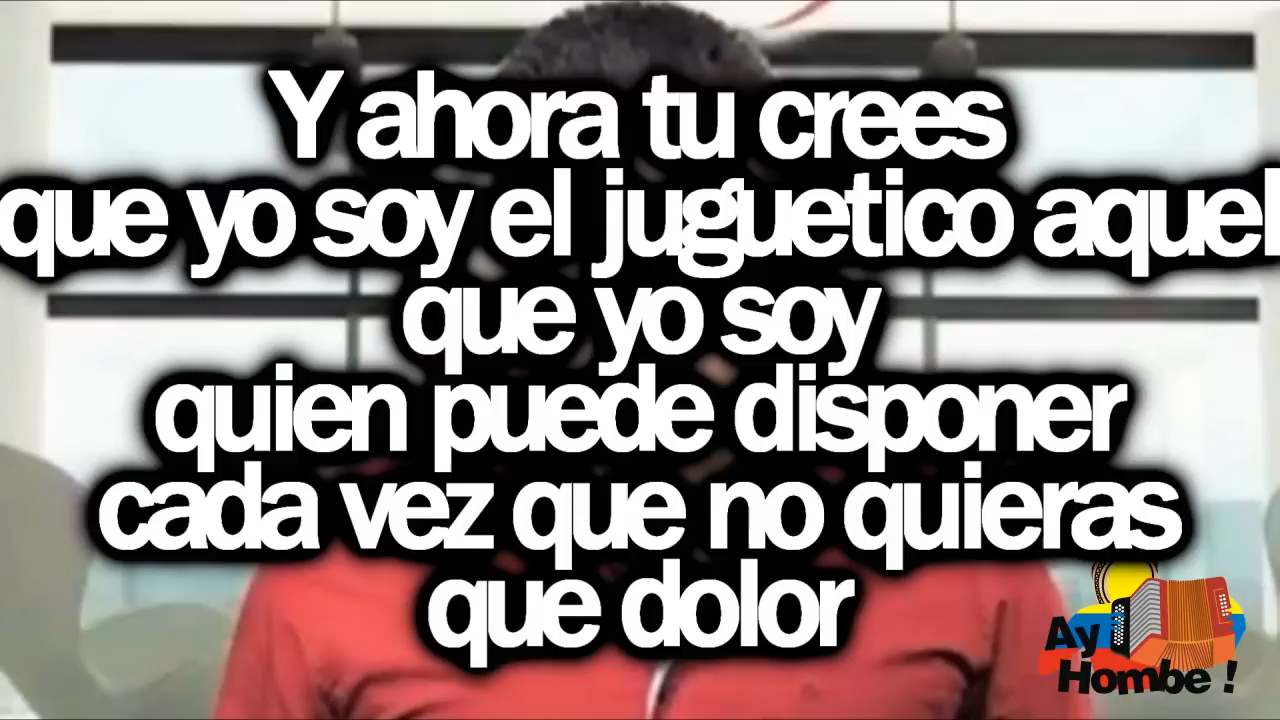 Y ahora tu crees
que yo soy el juguetico aquel
que yo soy
quien puede disponer
cada vez que no quieras
que dolor
Ay
Hombe !